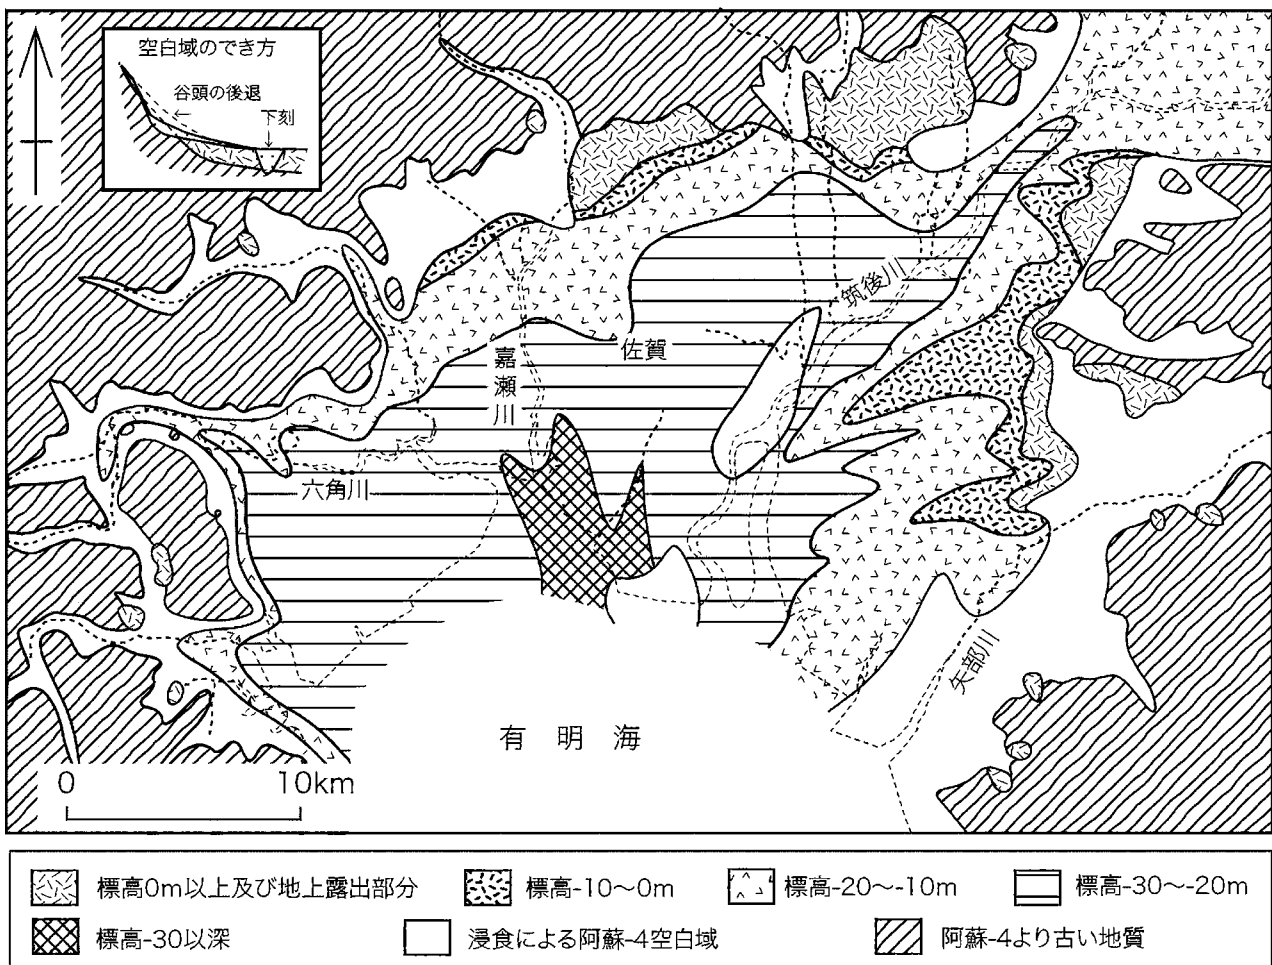 空白域のでき方
谷頭の後退
下刻
筑後川
佐賀
嘉瀬川
六角川
矢部川
有明海
0 10km
標高0m以上及び地上露出部分
標高-10～0m
標高-20～-10m
標高-30～-20m
標高-30以深
浸食による阿蘇-4空白域
阿蘇-4より古い地質